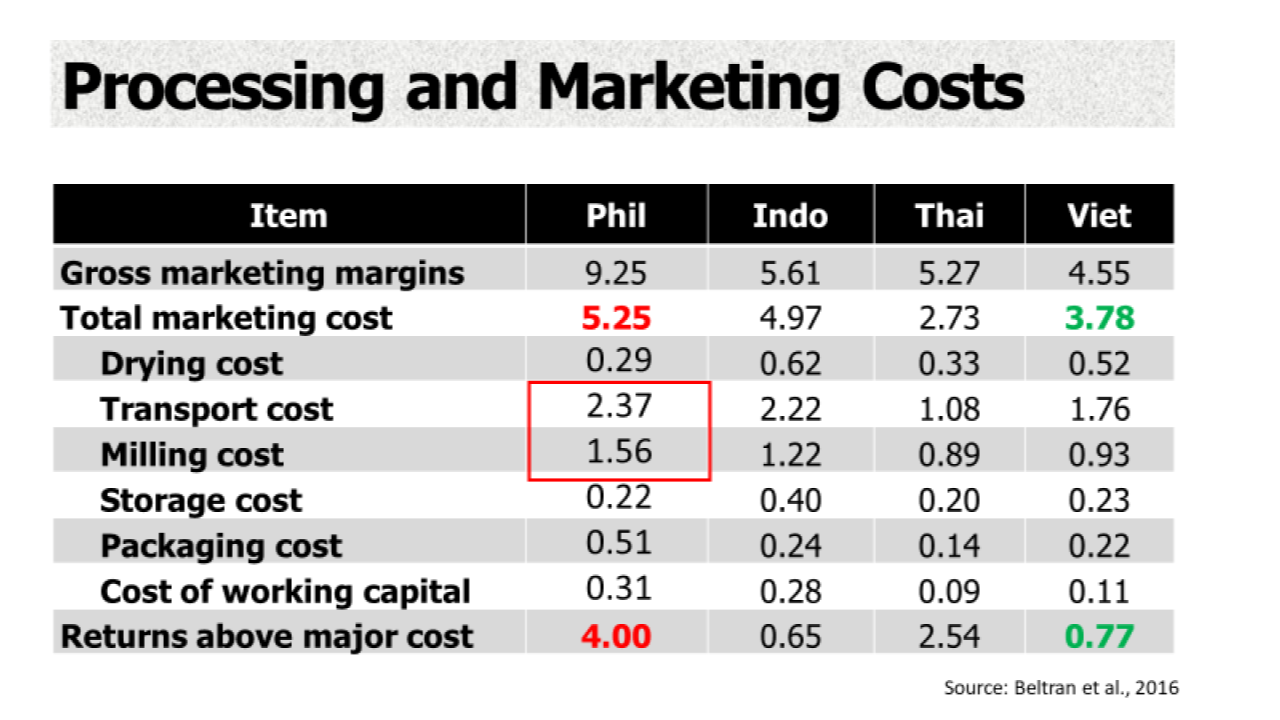 Processing and Marketing Costs
Item Phil Indo Thai Viet
Gross marketing margins 9.25 5.61 5.27 4.55
Total marketing cost 5.25 4.97 2.73 3.78
Drying cost 0.29 0.62 0.33 0.52
Transport cost 2.37 2.22 1.08 1.76
Milling cost 1.56 1.22 0.89 0.93
Storage cost 0.22 0.40 0.20 0.23
Packaging cost 0.51 0.24 0.14 0.22
Cost of working capital 0.31 0.28 0.09 0.11
Returns above major cost 4.00 0.65 2.54 0.77
Source: Beltran et al., 2016